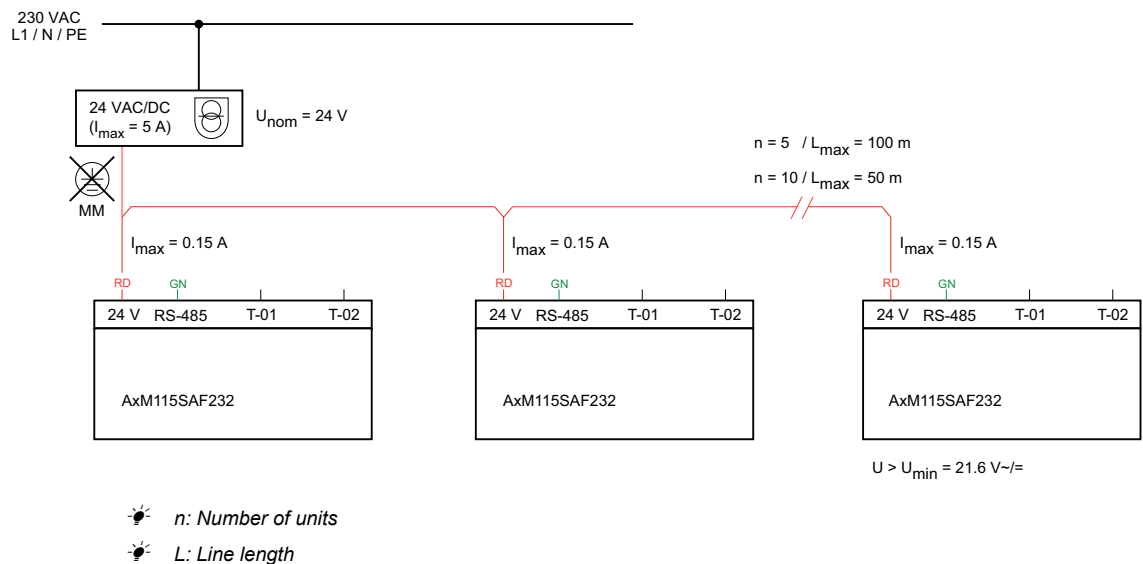 230 VAC
L1 / N / PE
24 VAC/DC
(Imax = 5 A)
Unom = 24 V
n = 5 / Lmax = 100 m
n = 10 / Lmax = 50 m
MM
Imax = 0.15 A
Imax = 0.15 A
Imax = 0.15 A
RD GN
RD GN
RD GN
24 V RS-485 T-01 T-02
24 V RS-485 T-01 T-02
24 V RS-485 T-01 T-02
AxM115SAF232
AxM115SAF232
AxM115SAF232
U > Umin = 21.6 V~/=
n: Number of units
L: Line length